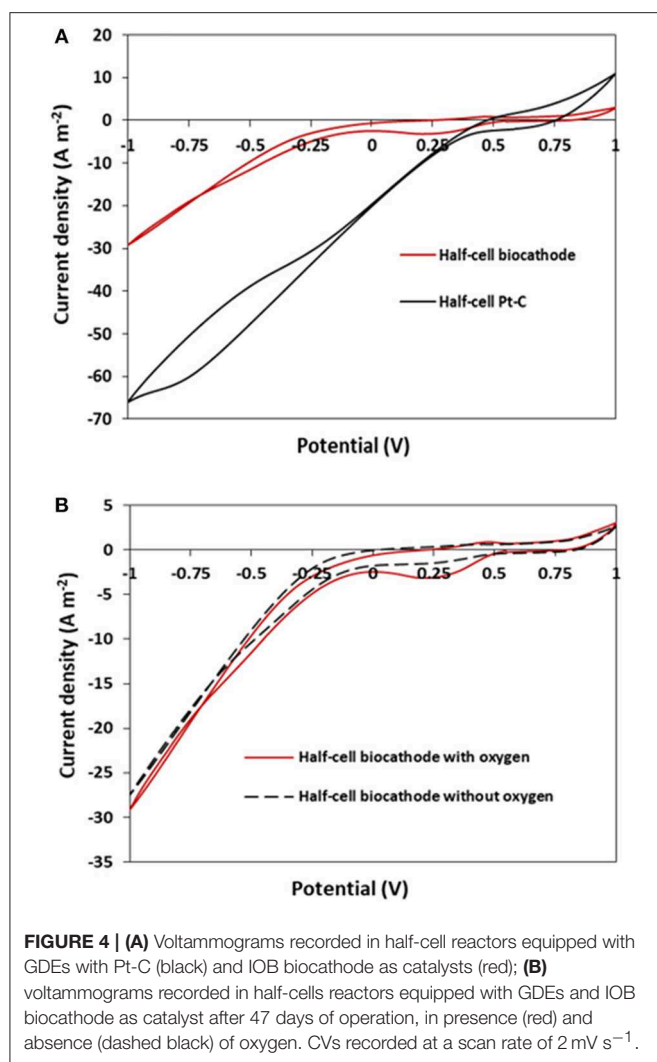 A
20
10
0
-10
-20
-30
-40
-50
-60
-70
-1
-0.75
-0.5
-0.25
0
0.25
0.5
0.75
1
Current density (A m-2)
Half-cell biocathode
Half-cell Pt-C
Potential (V)
B
5
0
-5
-10
-15
-20
-25
-30
-35
-1
-0.75
-0.5
-0.25
0
0.25
0.5
0.75
1
Current density (A m-2)
Half-cell biocathode with oxygen
Half-cell biocathode without oxygen
Potential (V)
FIGURE 4 | (A) Voltammograms recorded in half-cell reactors equipped with
GDEs with Pt-C (black) and IOB biocathode as catalysts (red); (B)
voltammograms recorded in half-cells reactors equipped with GDEs and IOB
biocathode as catalyst after 47 days of operation, in presence (red) and
absence (dashed black) of oxygen. CVs recorded at a scan rate of 2 mV s−1.